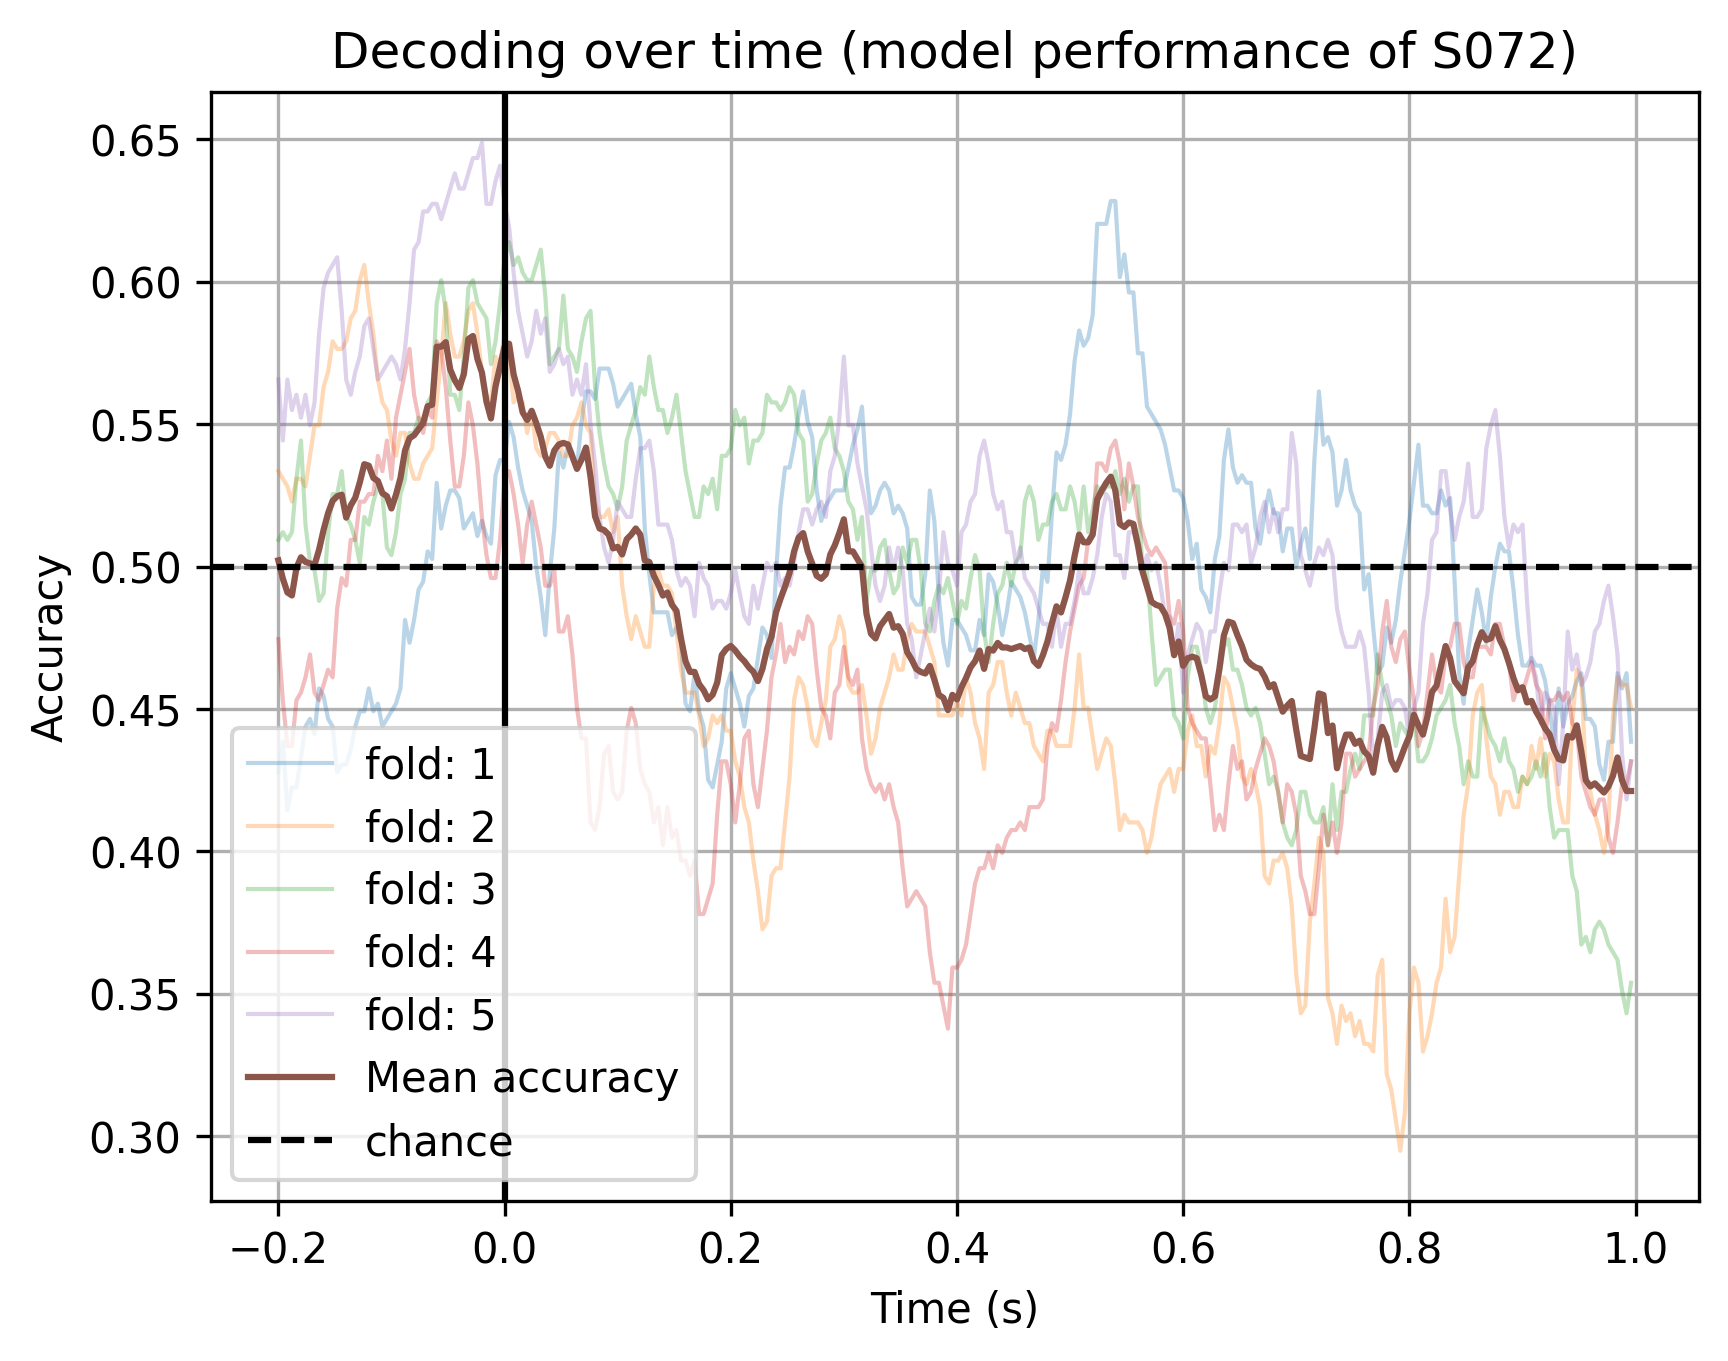 Decoding over time (model performance of S072)
Accuracy
0.65
0.60
0.55
0.50
0.45
0.40
0.35
0.30
fold: 1
fold: 2
fold: 3
fold: 4
fold: 5
Mean accuracy
chance
−0.2 0.0 0.2 0.4 0.6 0.8 1.0
Time (s)